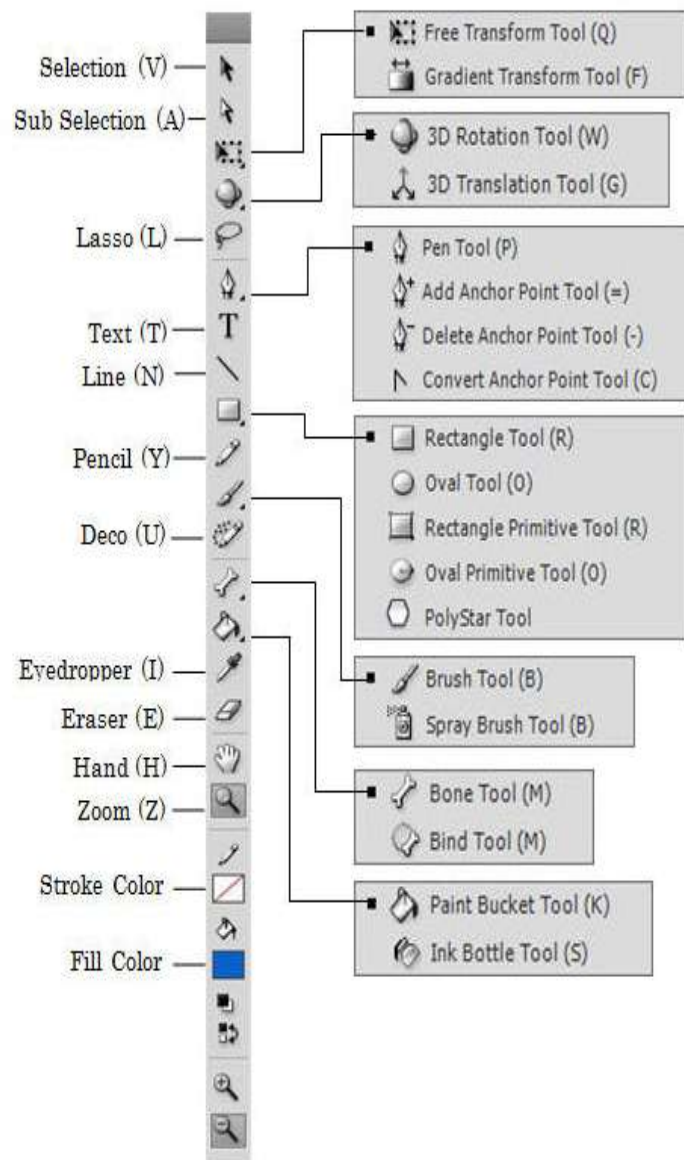 Selection (V)
Sub Selection (A)
Lasso (L)
Text (T)
Line (N)
Pencil (Y)
Deco (U)
Eyedropper (I)
Eraser (E)
Hand (H)
Zoom (Z)
Stroke Color
Fill Color
T
Free Transform Tool (Q)
Gradient Transform Tool (F)
3D Rotation Tool (W)
3D Translation Tool (G)
Pen Tool (P)
Add Anchor Point Tool (=)
Delete Anchor Point Tool (-)
Convert Anchor Point Tool (C)
Rectangle Tool (R)
Oval Tool (O)
Rectangle Primitive Tool (R)
Oval Primitive Tool (O)
PolyStar Tool
Brush Tool (B)
Spray Brush Tool (B)
Bone Tool (M)
Bind Tool (M)
Paint Bucket Tool (K)
Ink Bottle Tool (S)